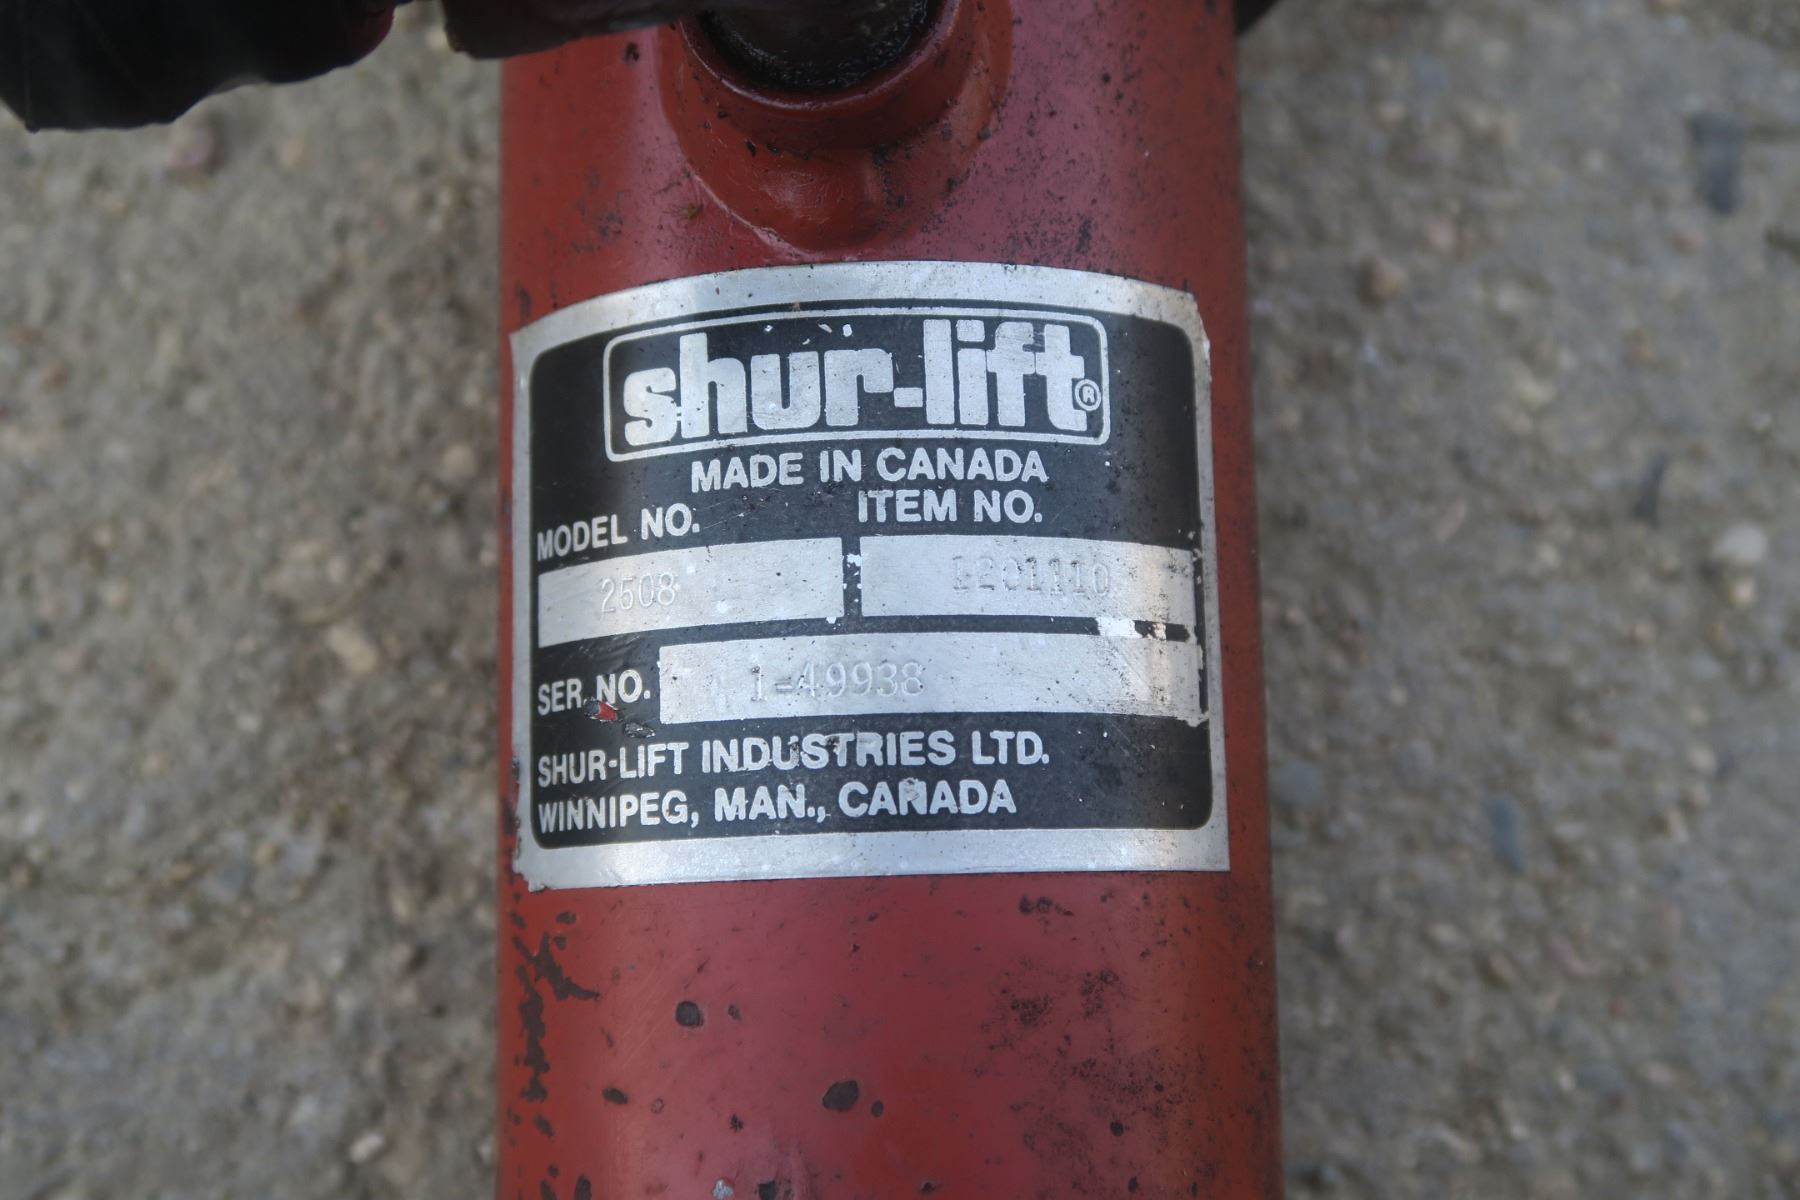 shur-lift®
MADE IN CANADA
MODEL NO. ITEM NO.
2508 1201110
SER. NO. 1-49938
SHUR-LIFT INDUSTRIES LTD.
WINNIPEG, MAN., CANADA